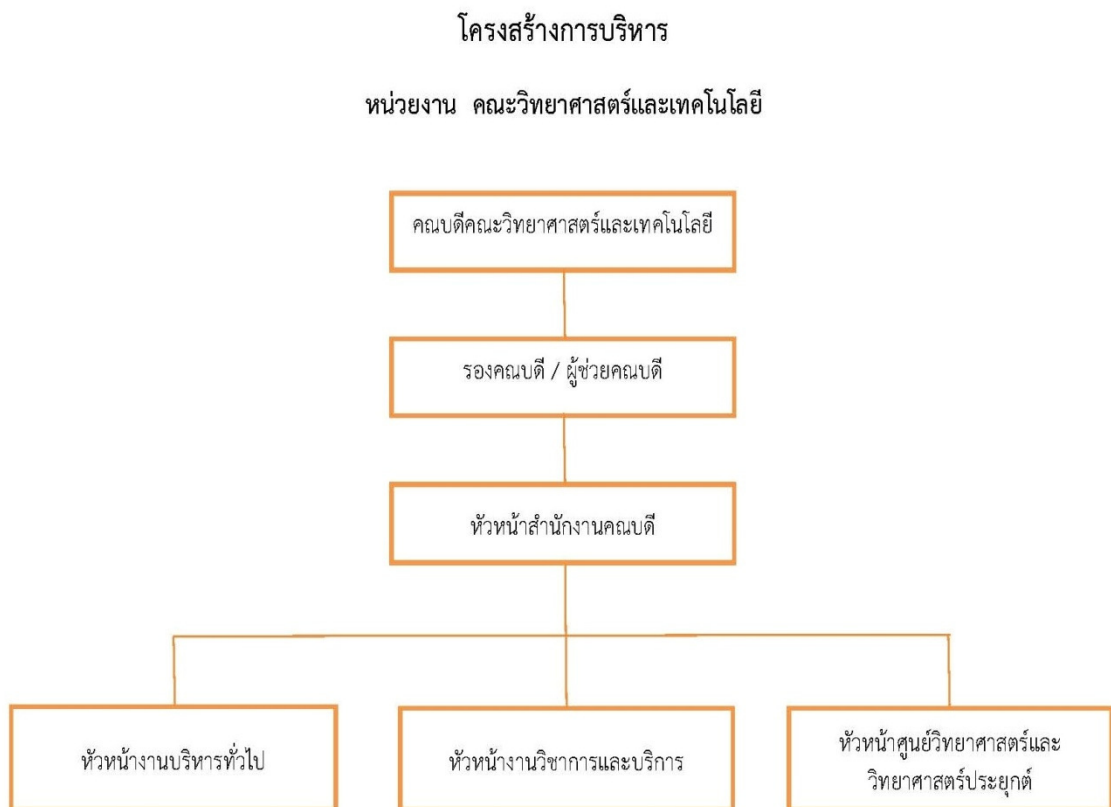 โครงสร้างการบริหาร
หน่วยงาน คณะวิทยาศาสตร์และเทคโนโลยี
คณบดีคณะวิทยาศาสตร์และเทคโนโลยี
รองคณบดี / ผู้ช่วยคณบดี
หัวหน้าสำนักงานคณบดี
หัวหน้างานบริหารทั่วไป
หัวหน้างานวิชาการและบริการ
หัวหน้าศูนย์วิทยาศาสตร์และ
วิทยาศาสตร์ประยุกต์